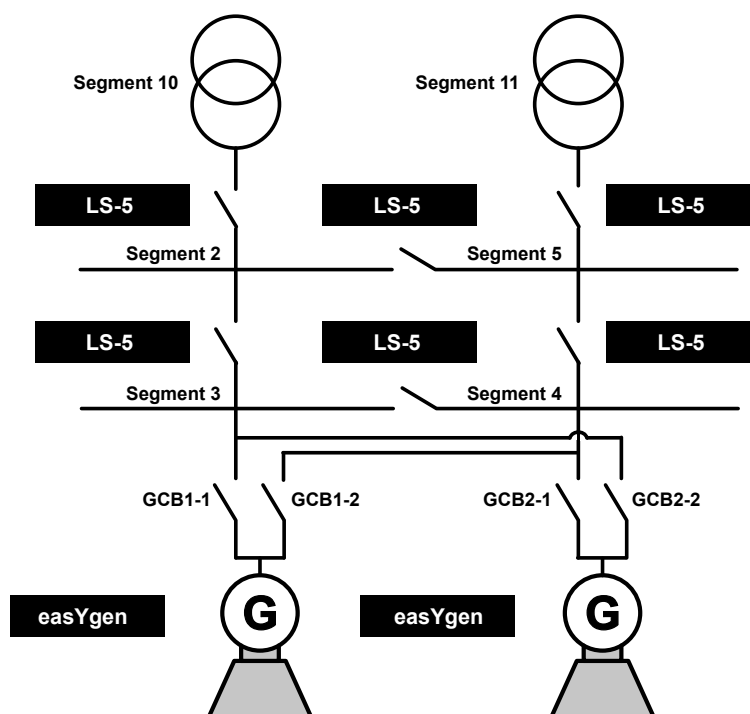 Segment 10
Segment 11
LS-5
LS-5
LS-5
Segment 2
Segment 5
LS-5
LS-5
LS-5
Segment 3
Segment 4
GCB1-1
GCB1-2
GCB2-1
GCB2-2
easYgen
G
easYgen
G